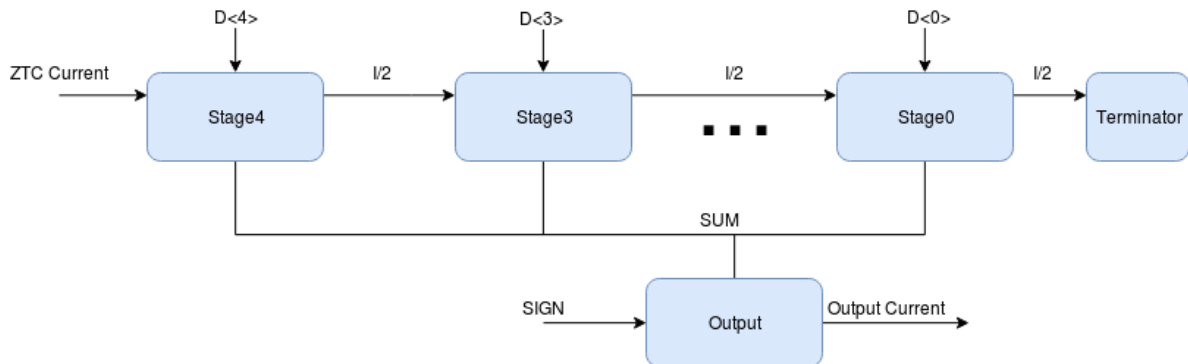 D<4>
D<3>
D<0>
ZTC Current
I/2
I/2
I/2
Stage4
Stage3
Stage0
Terminator
SUM
SIGN
Output
Output Current